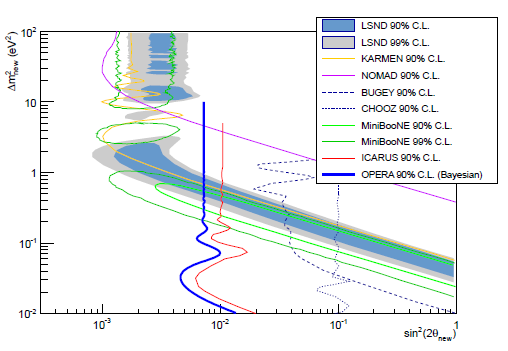 LSND 90% C.L.
LSND 99% C.L.
KARMEN 90% C.L.
NOMAD 90% C.L.
BUGEY 90% C.L.
CHOOZ 90% C.L.
MiniBooNE 90% C.L.
MiniBooNE 99% C.L.
ICARUS 90% C.L.
OPERA 90% C.L. (Bayesian)
Δm²new (eV²)
10²
10
1
10⁻¹
10⁻²
10⁻³ 10⁻² 10⁻¹ 1
sin²(2θnew)